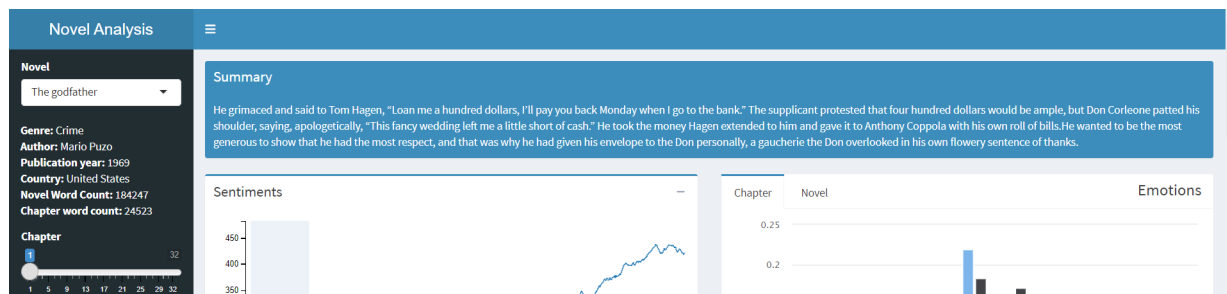 Novel Analysis
Novel
The godfather
Genre: Crime
Author: Mario Puzo
Publication year: 1969
Country: United States
Novel Word Count: 184247
Chapter word count: 24523
Chapter
1 32
1 5 9 13 17 21 25 29 32
Summary
He grimaced and said to Tom Hagen, “Loan me a hundred dollars, I’ll pay you back Monday when I go to the bank.” The supplicant protested that four hundred dollars would be ample, but Don Corleone patted his
shoulder, saying, apologetically, “This fancy wedding left me a little short of cash.” He took the money Hagen extended to him and gave it to Anthony Coppola with his own roll of bills.He wanted to be the most
generous to show that he had the most respect, and that was why he had given his envelope to the Don personally, a gaucherie the Don overlooked in his own flowery sentence of thanks.
Sentiments
450
400
350
Chapter Novel Emotions
0.25
0.2